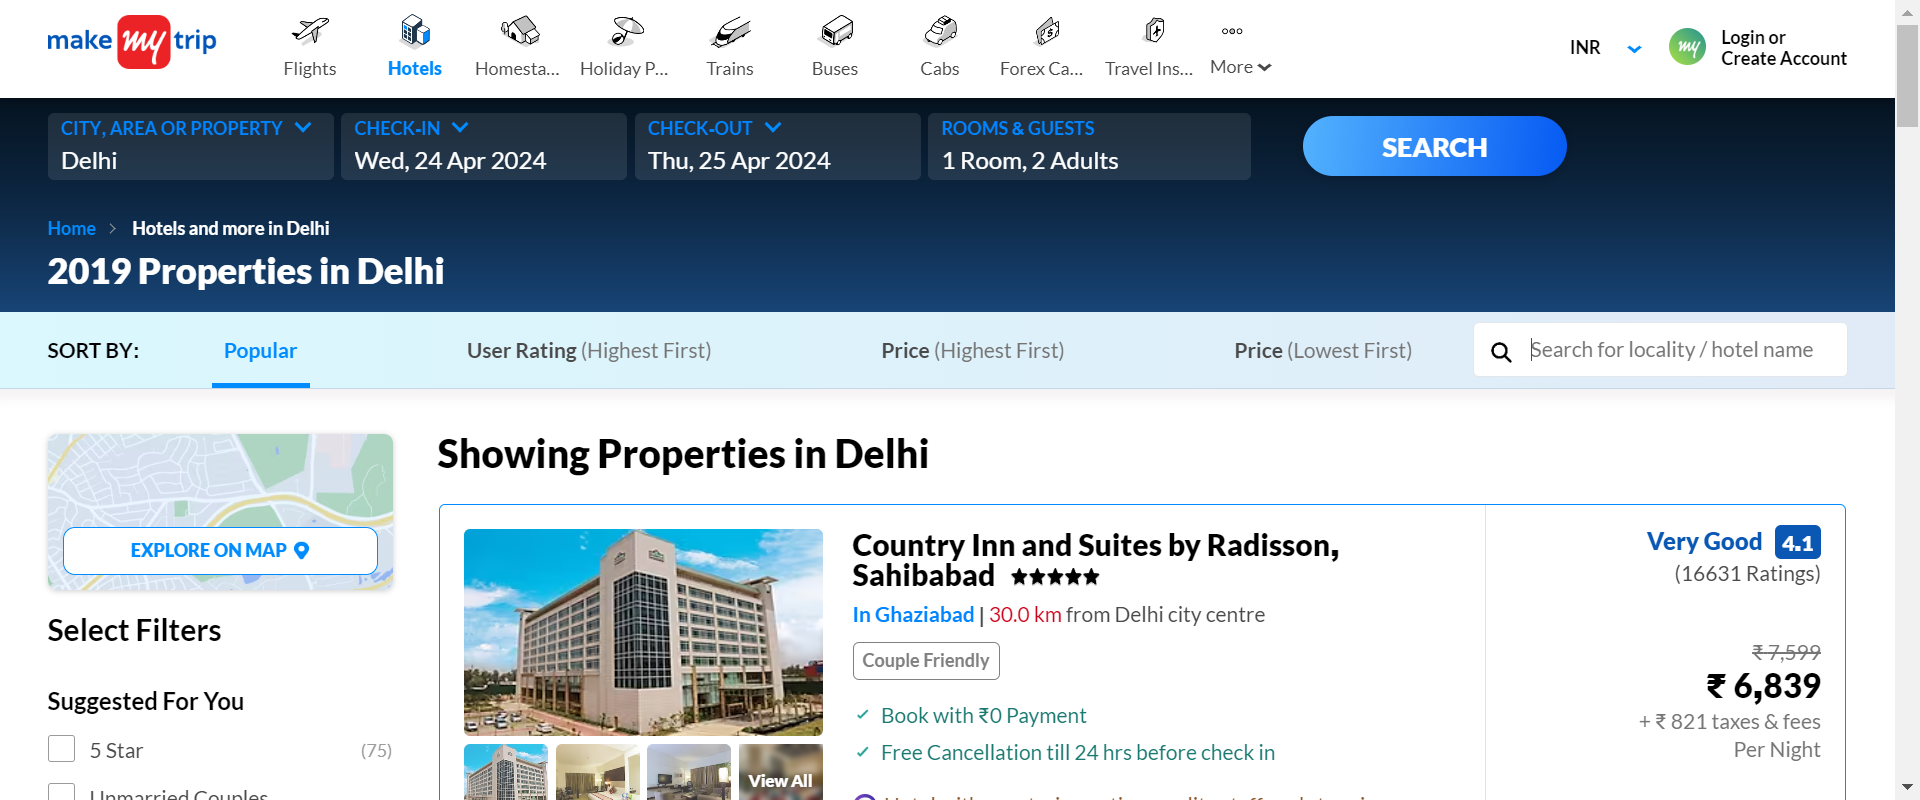 make my trip
Flights
Hotels
Homesta...
Holiday P...
Trains
Buses
Cabs
Forex Ca...
Travel Ins...
More
INR
my
Login or
Create Account
CITY, AREA OR PROPERTY
Delhi
CHECK-IN
Wed, 24 Apr 2024
CHECK-OUT
Thu, 25 Apr 2024
ROOMS & GUESTS
1 Room, 2 Adults
SEARCH
Home > Hotels and more in Delhi
2019 Properties in Delhi
SORT BY:
Popular
User Rating (Highest First)
Price (Highest First)
Price (Lowest First)
Search for locality / hotel name
EXPLORE ON MAP
Select Filters
Suggested For You
5 Star (75)
Unmarried Couples
Showing Properties in Delhi
Country Inn and Suites by Radisson,
Sahibabad ★★★★★
In Ghaziabad | 30.0 km from Delhi city centre
Couple Friendly
Book with ₹0 Payment
Free Cancellation till 24 hrs before check in
View All
Very Good 4.1
(16631 Ratings)
₹ 7,599
₹ 6,839
+ ₹ 821 taxes & fees
Per Night